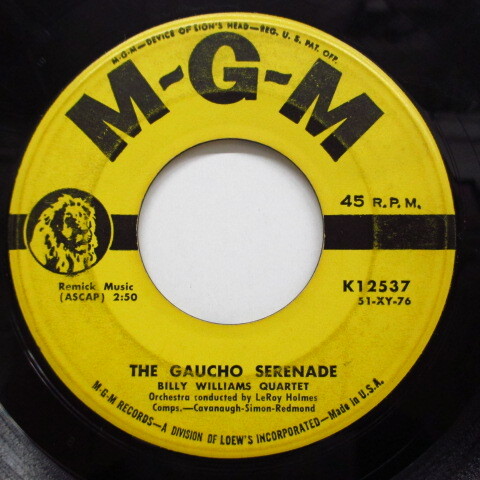 M-G-M—DEVICE OF LION'S HEAD—REG. U. S. PAT. OFF.
M-G-M
45 R.P.M.
Remick Music
(ASCAP) 2:50
K12537
51-XY-76
THE GAUCHO SERENADE
BILLY WILLIAMS QUARTET
Orchestra conducted by LeRoy Holmes
Comps.—Cavanaugh-Simon-Redmond
M-G-M RECORDS—A DIVISION OF LOEW'S INCORPORATED—Made in U.S.A.